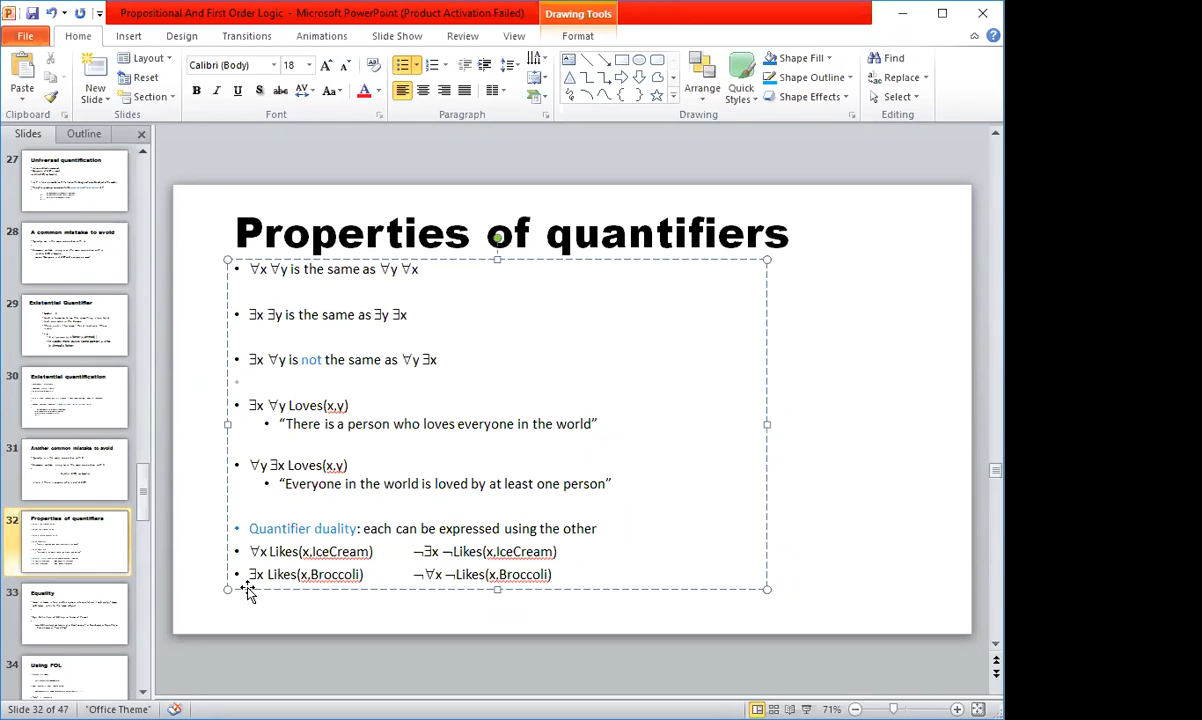 Propositional And First Order Logic - Microsoft PowerPoint (Product Activation Failed)
Drawing Tools
File Home Insert Design Transitions Animations Slide Show Review View Format
Paste
Clipboard
New
Slide
Layout
Reset
Section
Slides
Calibri (Body) 18
B I U S abc AV Aa A
Font
Paragraph
Arrange
Quick
Styles
Shape Fill
Shape Outline
Shape Effects
Drawing
Find
Replace
Select
Editing
Slides Outline
27
Universal quantification
28
A common mistake to avoid
29
Existential Quantifier
30
Existential quantification
31
Another common mistake to avoid
32
Properties of quantifiers
33
Equality
34
Using FOL
Properties of quantifiers
• ∀x ∀y is the same as ∀y ∀x
• ∃x ∃y is the same as ∃y ∃x
• ∃x ∀y is not the same as ∀y ∃x
•
• ∃x ∀y Loves(x,y)
• “There is a person who loves everyone in the world”
• ∀y ∃x Loves(x,y)
• “Everyone in the world is loved by at least one person”
• Quantifier duality: each can be expressed using the other
• ∀x Likes(x,IceCream) ¬∃x ¬Likes(x,IceCream)
• ∃x Likes(x,Broccoli) ¬∀x ¬Likes(x,Broccoli)
Slide 32 of 47 "Office Theme" 71%